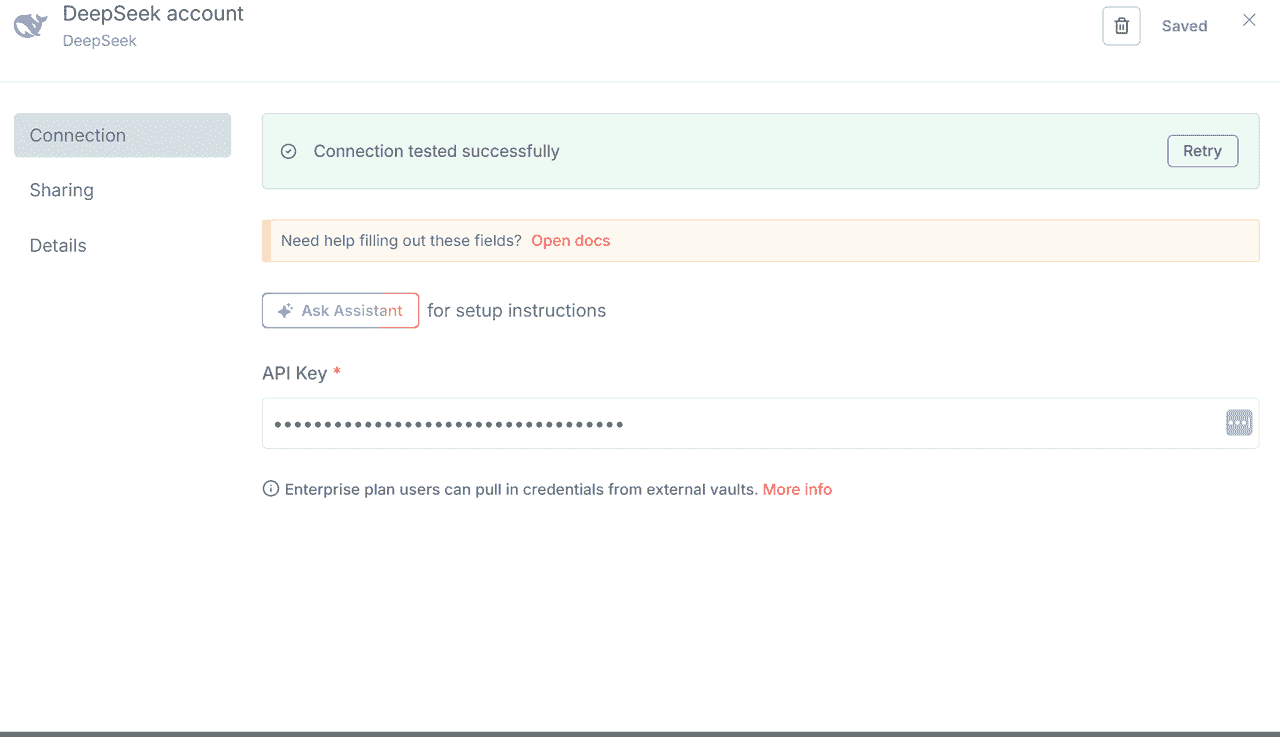 DeepSeek account
DeepSeek
Saved
Connection
Sharing
Details
Connection tested successfully
Retry
Need help filling out these fields? Open docs
Ask Assistant for setup instructions
API Key *
••••••••••••••••••••••••••••••••••••
Enterprise plan users can pull in credentials from external vaults. More info